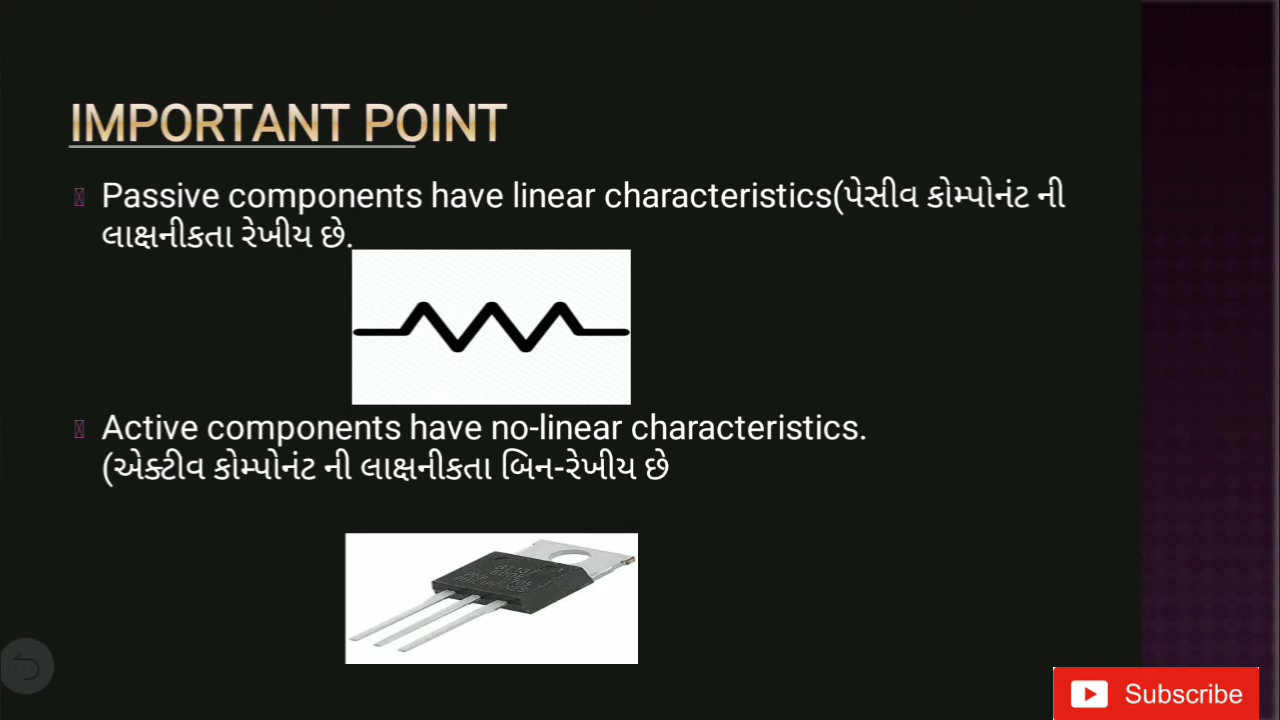 IMPORTANT POINT
Passive components have linear characteristics(પેસીવ કોમ્પોનંટ ની
લાક્ષનીકતા રેખીય છે.
Active components have no-linear characteristics.
(એક્ટીવ કોમ્પોનંટ ની લાક્ષનીકતા બિન-રેખીય છે
BT137
Subscribe